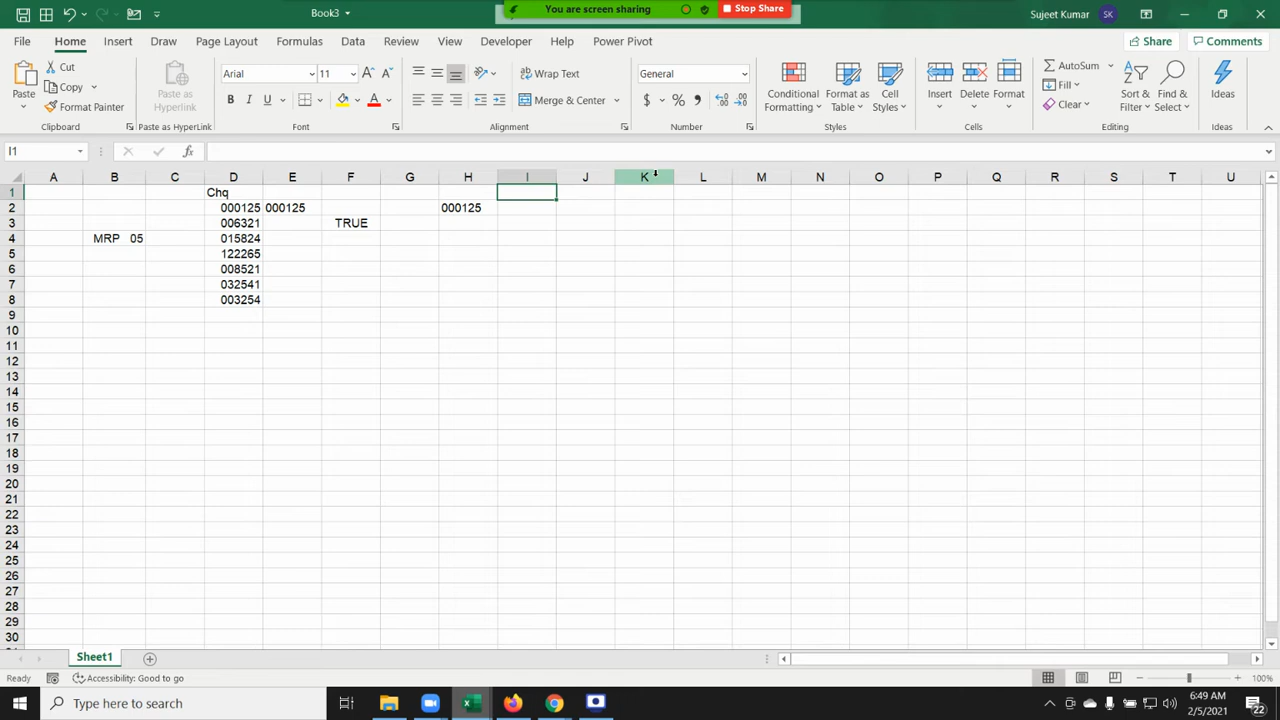 Book3
You are screen sharing
Stop Share
Sujeet Kumar
SK
File Home Insert Draw Page Layout Formulas Data Review View Developer Help Power Pivot
Share
Comments
Paste
Cut
Copy
Format Painter
Clipboard
Paste as
Hyperlink
Paste as HyperLink
Arial
11
B I U
Font
Wrap Text
Merge & Center
Alignment
General
$ % 9
Number
Conditional
Formatting
Format as
Table
Cell
Styles
Styles
Insert
Delete
Format
Cells
AutoSum
Fill
Clear
Sort &
Filter
Find &
Select
Editing
Ideas
Ideas
I1
fx
A B C D E F G H I J K L M N O P Q R S T U
1 Chq
2 000125 000125 000125
3 006321 TRUE
4 MRP 05 015824
5 122265
6 008521
7 032541
8 003254
9
10
11
12
13
14
15
16
17
18
19
20
21
22
23
24
25
26
27
28
29
30
Sheet1
Ready
Accessibility: Good to go
100%
Type here to search
6:49 AM
2/5/2021
22